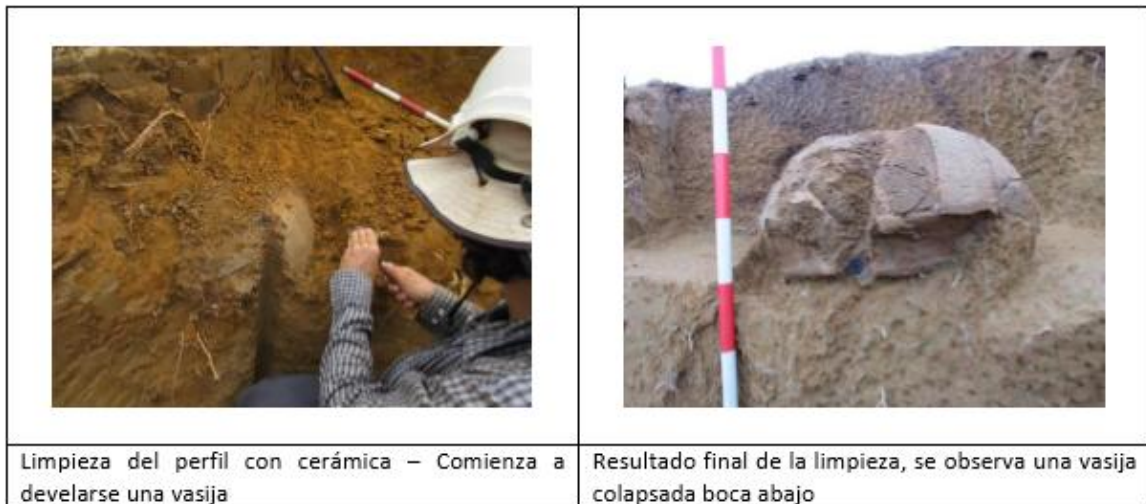 Limpieza del perfil con cerámica – Comienza a
develarse una vasija
Resultado final de la limpieza, se observa una vasija
colapsada boca abajo